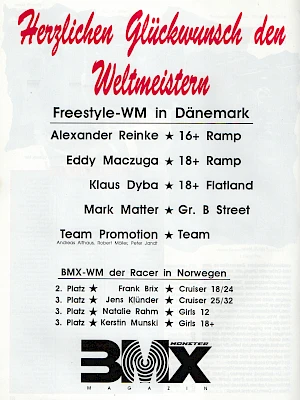 Herzlichen Glückwunsch den
Weltmeistern
Freestyle-WM in Dänemark
Alexander Reinke ★ 16+ Ramp
Eddy Maczuga ★ 18+ Ramp
Klaus Dyba ★ 18+ Flatland
Mark Matter ★ Gr. B Street
Team Promotion ★ Team
Andreas Althaus, Robert Möller, Peter Jandt
BMX-WM der Racer in Norwegen
2. Platz ★ Frank Brix ★ Cruiser 18/24
3. Platz ★ Jens Klünder ★ Cruiser 25/32
3. Platz ★ Natalie Rahm ★ Girls 12
3. Platz ★ Kerstin Munski ★ Girls 18+
MONSTER
BMX
MAGAZIN